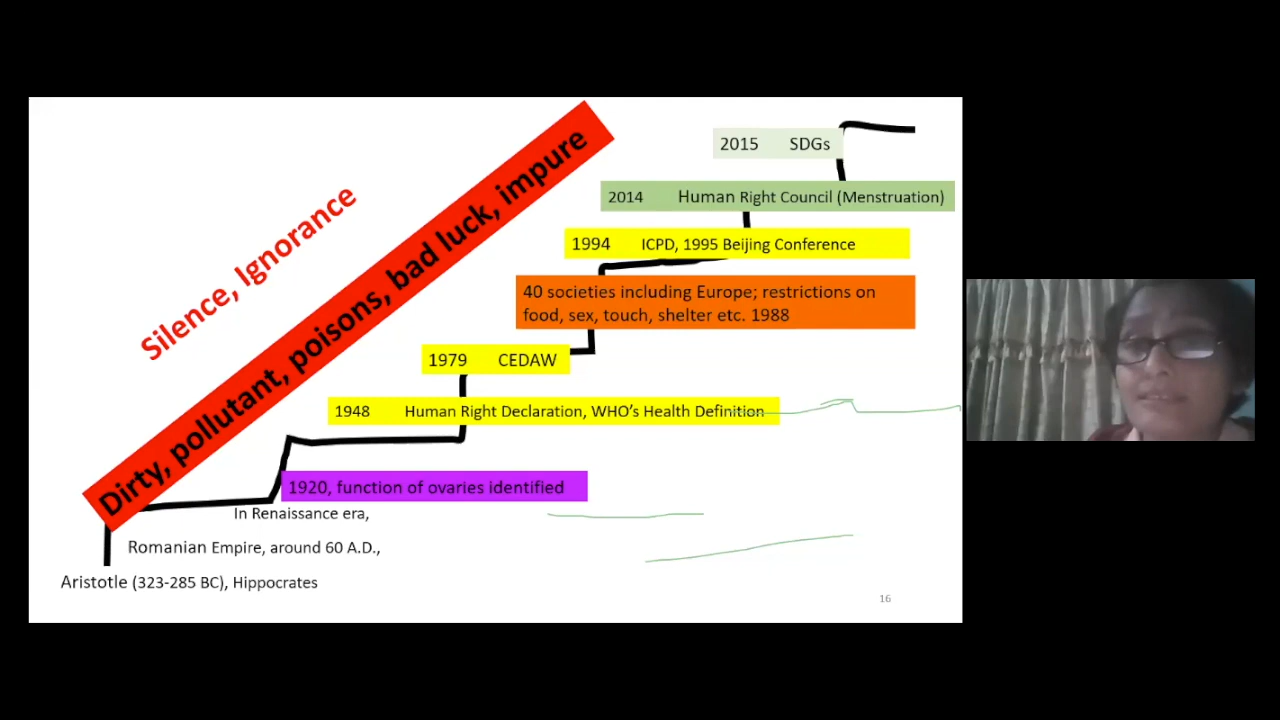 Silence, Ignorance
Dirty, pollutant, poisons, bad luck, impure
2015 SDGs
2014 Human Right Council (Menstruation)
1994 ICPD, 1995 Beijing Conference
40 societies including Europe; restrictions on
food, sex, touch, shelter etc. 1988
1979 CEDAW
1948 Human Right Declaration, WHO's Health Definition
1920, function of ovaries identified
In Renaissance era,
Romanian Empire, around 60 A.D.,
Aristotle (323-285 BC), Hippocrates
16